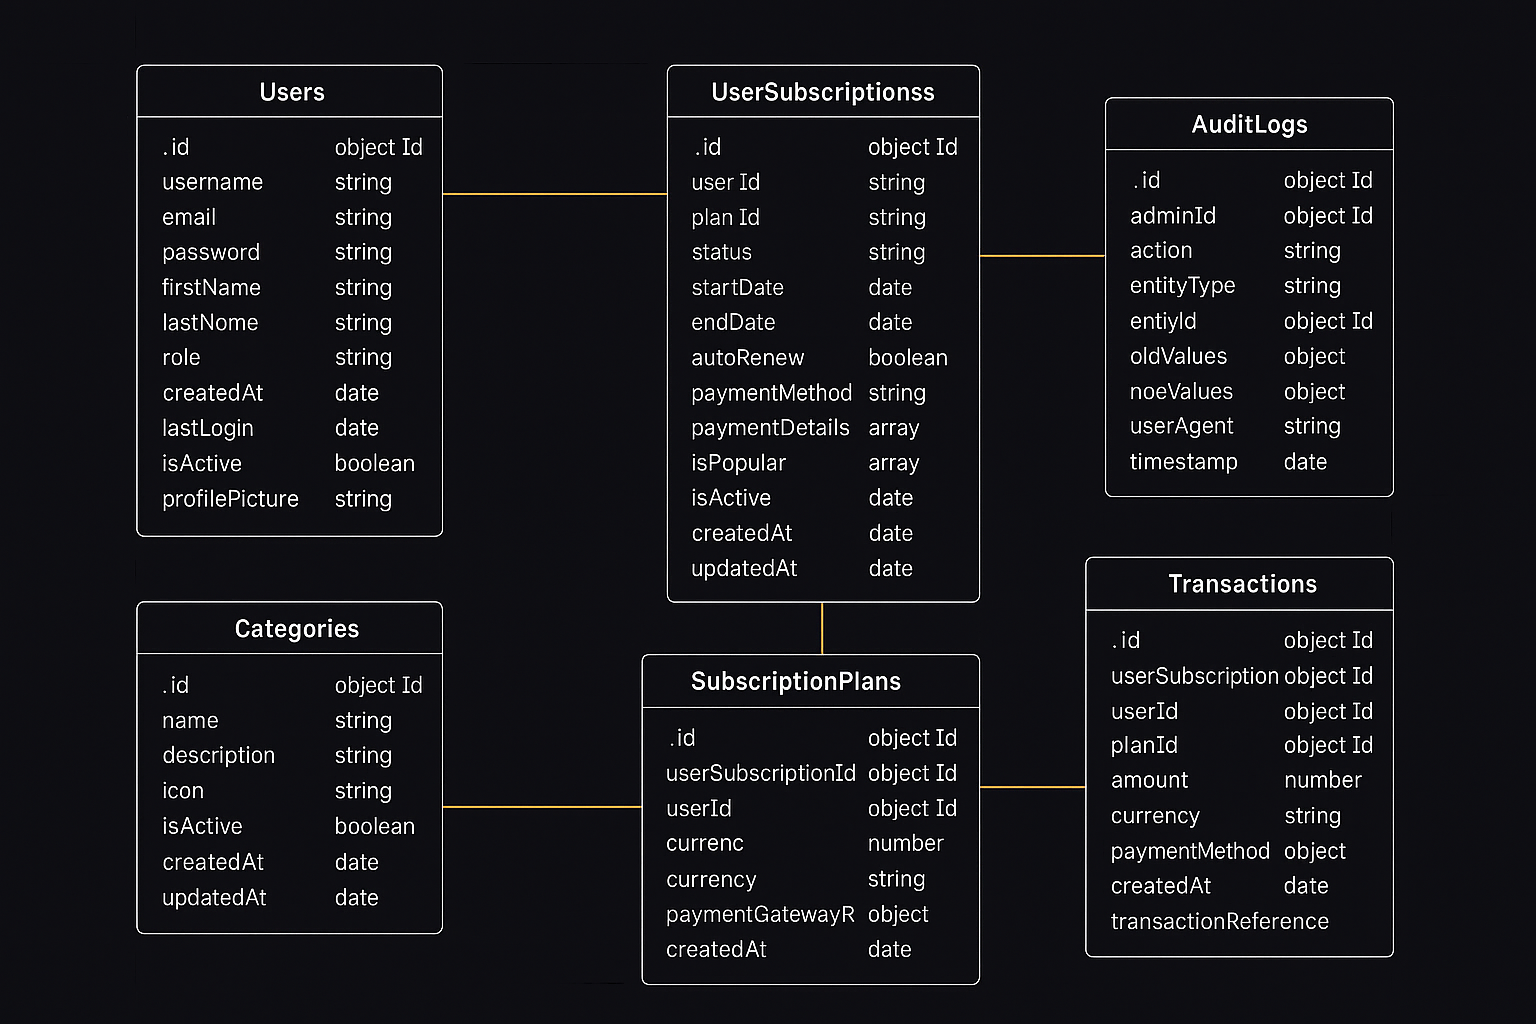 Users
.id object Id
username string
email string
password string
firstName string
lastNome string
role string
createdAt date
lastLogin date
isActive boolean
profilePicture string
UserSubscriptionss
.id object Id
user Id string
plan Id string
status string
startDate date
endDate date
autoRenew boolean
paymentMethod string
paymentDetails array
isPopular array
isActive date
createdAt date
updatedAt date
AuditLogs
.id object Id
adminId object Id
action string
entityType string
entiyId object Id
oldValues object
noeValues object
userAgent string
timestamp date
Categories
.id object Id
name string
description string
icon string
isActive boolean
createdAt date
updatedAt date
SubscriptionPlans
.id object Id
userSubscriptionId object Id
userId object Id
currenc number
currency string
paymentGatewayR object
createdAt date
Transactions
.id object Id
userSubscription object Id
userId object Id
planId object Id
amount number
currency string
paymentMethod object
createdAt date
transactionReference